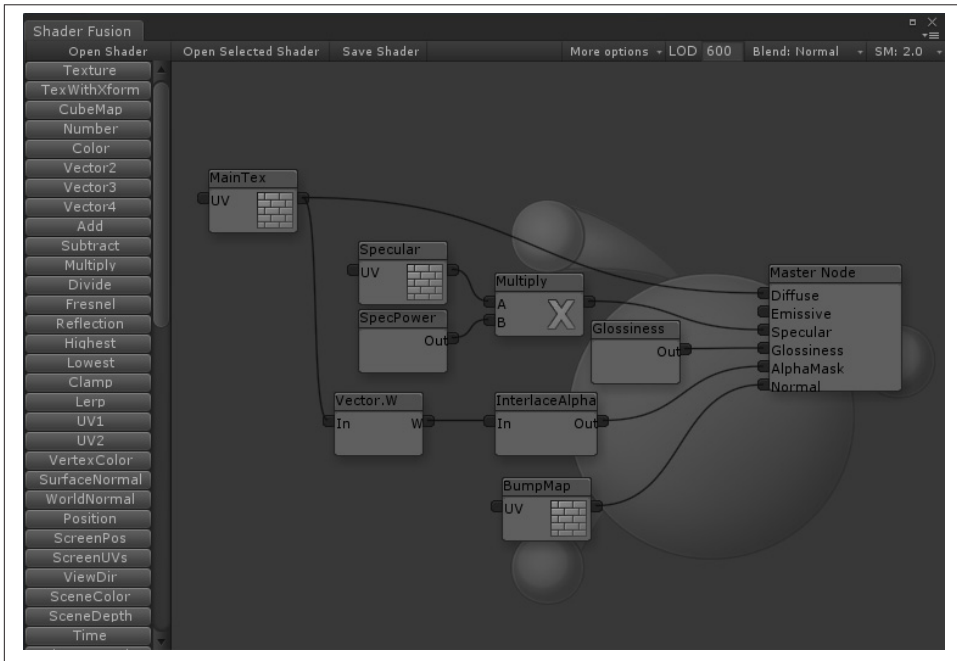 Shader Fusion
Open Shader Open Selected Shader Save Shader More options LOD 600 Blend: Normal SM: 2.0
Texture
TexWithXform
CubeMap
Number
Color
Vector2
Vector3
Vector4
Add
Subtract
Multiply
Divide
Fresnel
Reflection
Highest
Lowest
Clamp
Lerp
UV1
UV2
VertexColor
SurfaceNormal
WorldNormal
Position
ScreenPos
ScreenUVs
ViewDir
SceneColor
SceneDepth
Time
MainTex
UV
Specular
UV
SpecPower
Out
Multiply
A
B
Glossiness
Out
Vector.W
In W
InterlaceAlpha
In Out
BumpMap
UV
Master Node
Diffuse
Emissive
Specular
Glossiness
AlphaMask
Normal